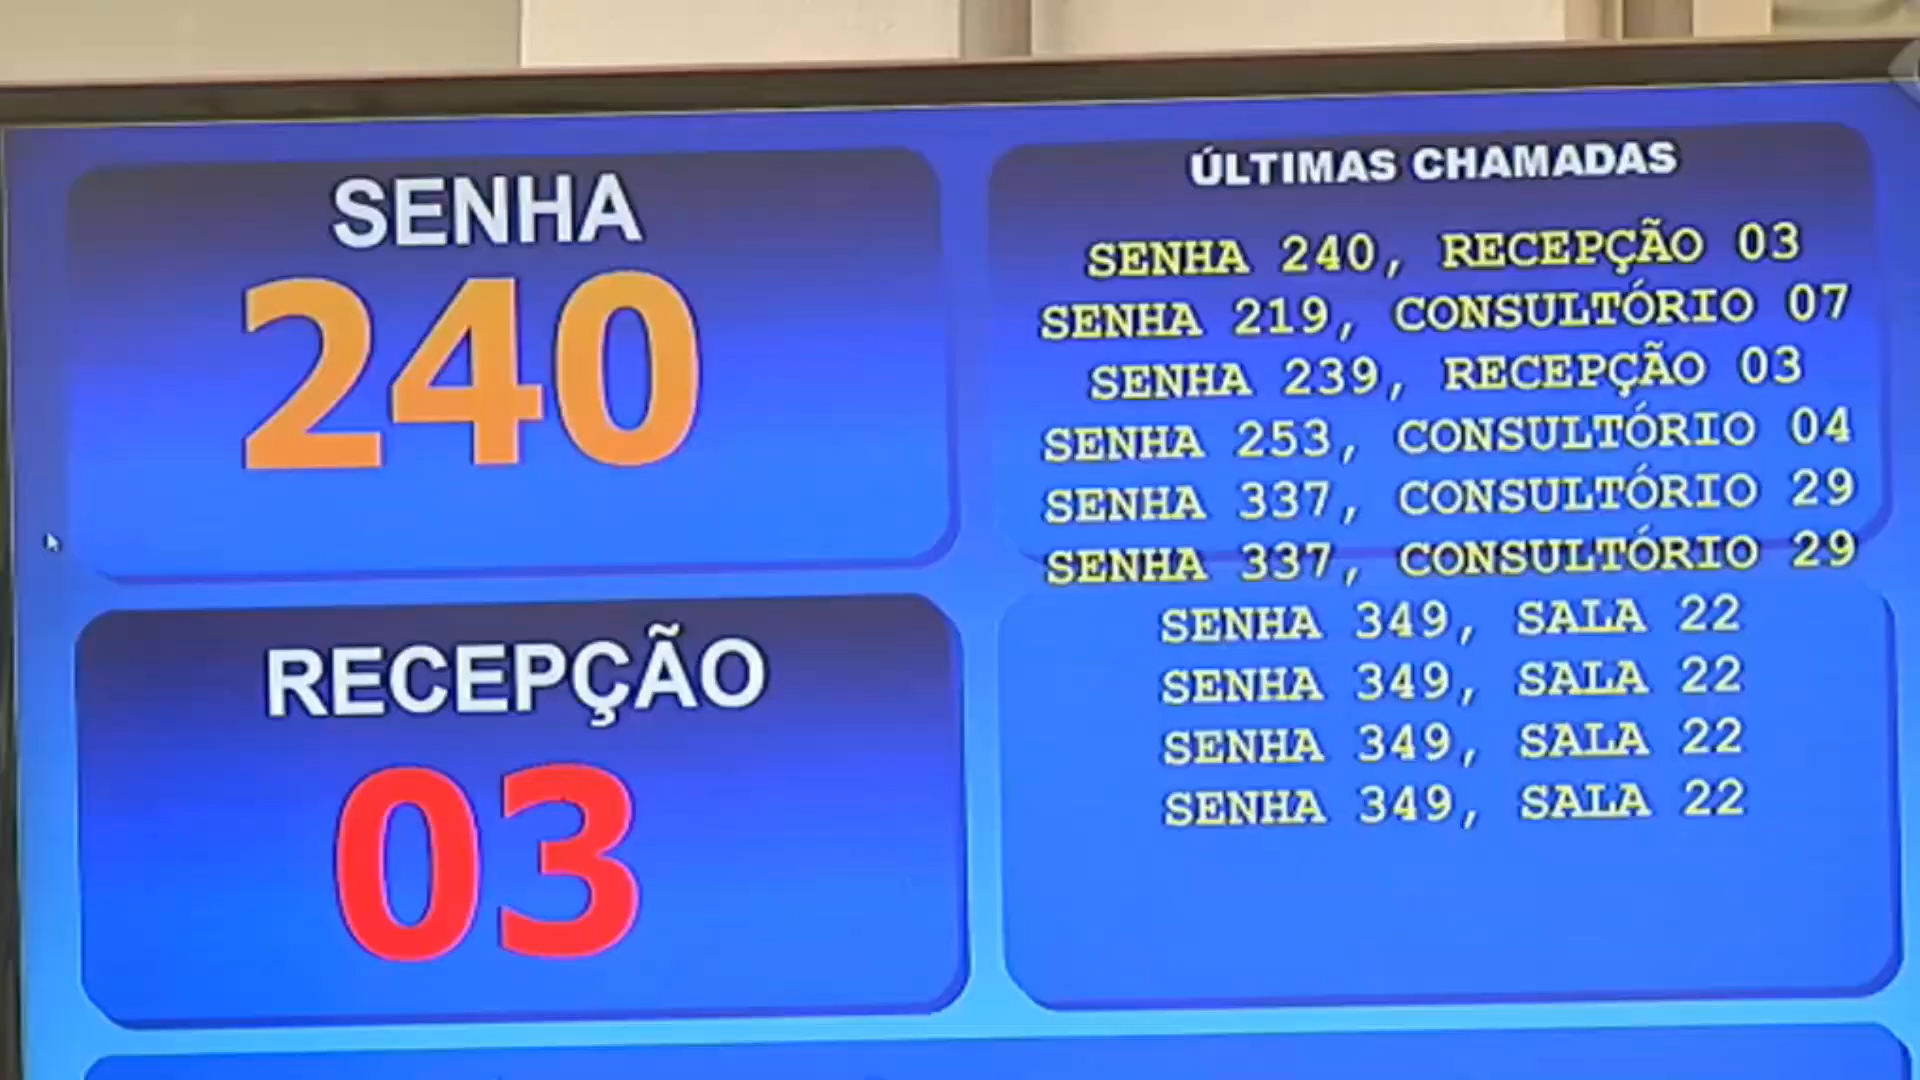 SENHA
240
RECEPÇÃO
03
ÚLTIMAS CHAMADAS
SENHA 240, RECEPÇÃO 03
SENHA 219, CONSULTÓRIO 07
SENHA 239, RECEPÇÃO 03
SENHA 253, CONSULTÓRIO 04
SENHA 337, CONSULTÓRIO 29
SENHA 337, CONSULTÓRIO 29
SENHA 349, SALA 22
SENHA 349, SALA 22
SENHA 349, SALA 22
SENHA 349, SALA 22